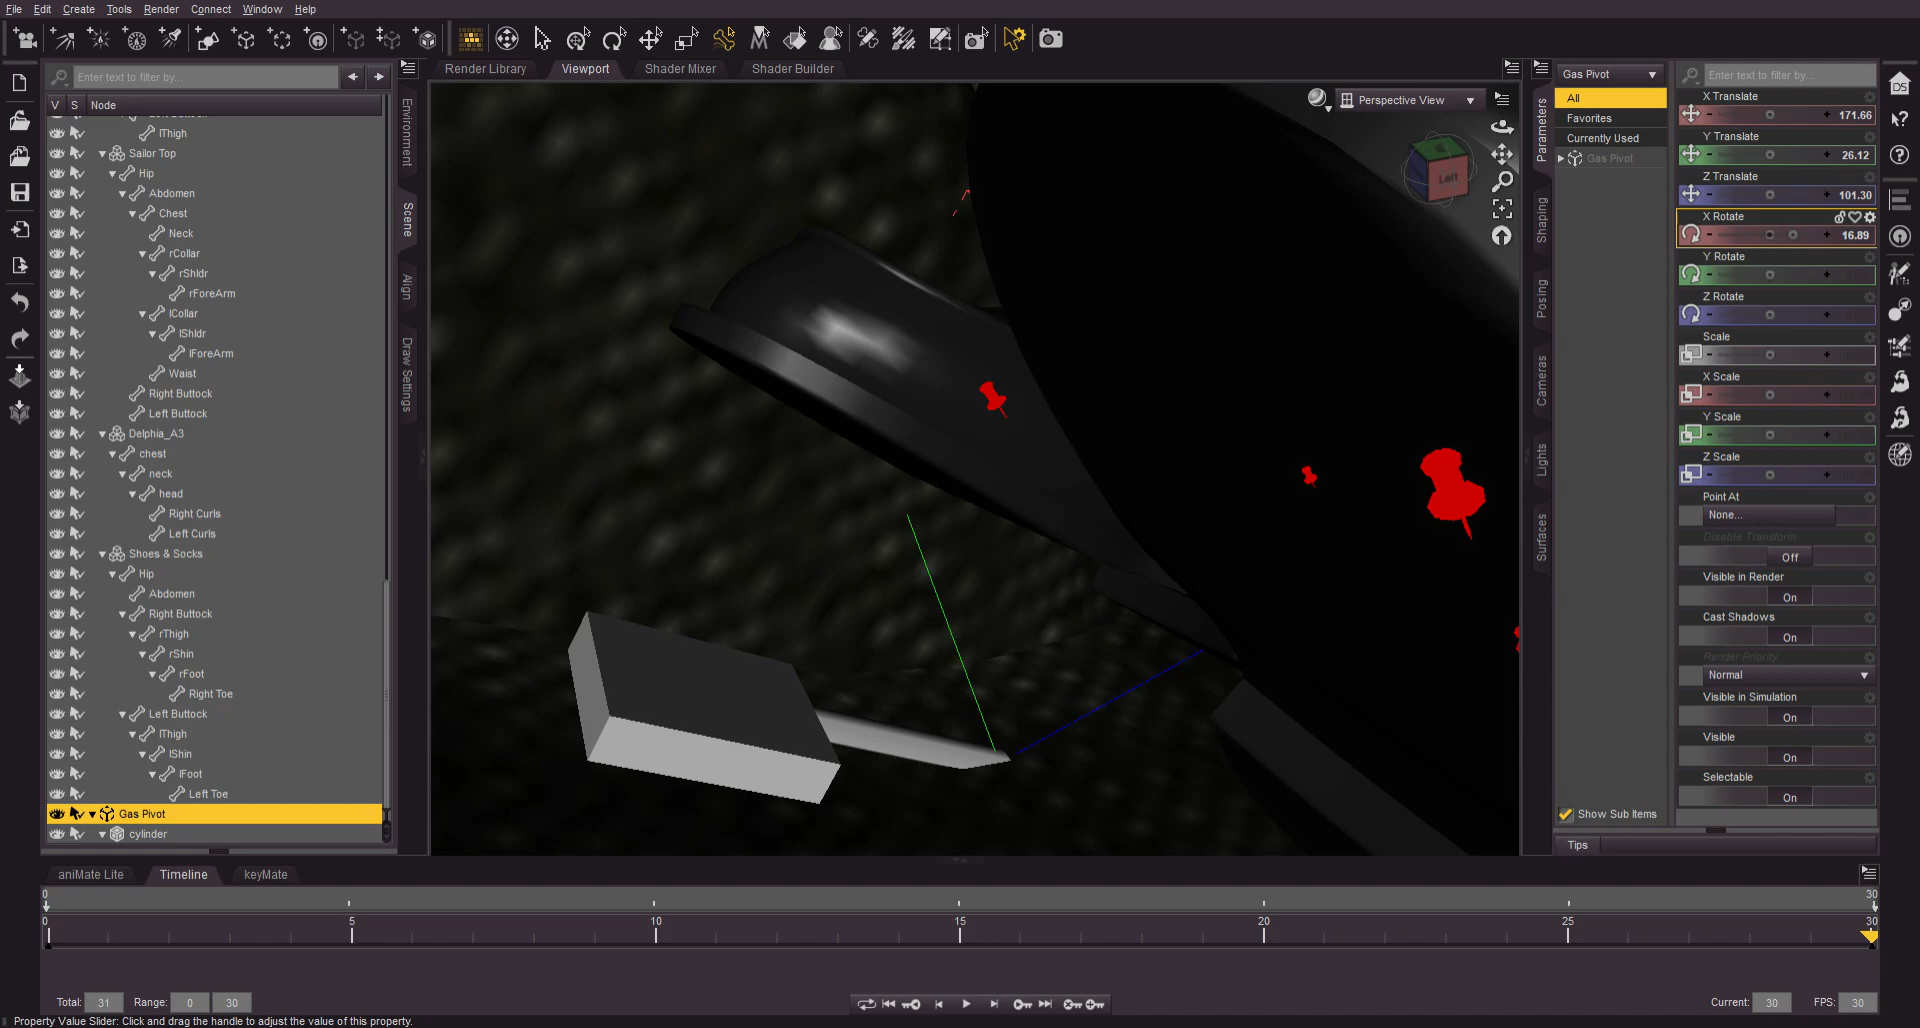 File Edit Create Tools Render Connect Window Help
Enter text to filter by...
V S Node
lThigh
Sailor Top
Hip
Abdomen
Chest
Neck
rCollar
rShldr
rForeArm
lCollar
lShldr
lForeArm
Waist
Right Buttock
Left Buttock
Delphia_A3
chest
neck
head
Right Curls
Left Curls
Shoes & Socks
Hip
Abdomen
Right Buttock
rThigh
rShin
rFoot
Right Toe
Left Buttock
lThigh
lShin
lFoot
Left Toe
Gas Pivot
cylinder
Environment
Scene
Align
Draw Settings
Render Library Viewport Shader Mixer Shader Builder
Perspective View
Left
Parameters
Shaping
Posing
Cameras
Lights
Surfaces
Gas Pivot
All
Favorites
Currently Used
Gas Pivot
Show Sub Items
Tips
Enter text to filter by...
X Translate
171.66
Y Translate
26.12
Z Translate
101.30
X Rotate
16.89
Y Rotate
Z Rotate
Scale
X Scale
Y Scale
Z Scale
Point At
None...
Disable Transform
Off
Visible in Render
On
Cast Shadows
On
Render Priority
Normal
Visible in Simulation
On
Visible
On
Selectable
On
DS
aniMate Lite Timeline keyMate
0 30
0 5 10 15 20 25 30
Total: 31 Range: 0 30
Current: 30 FPS: 30
Property Value Slider: Click and drag the handle to adjust the value of this property.